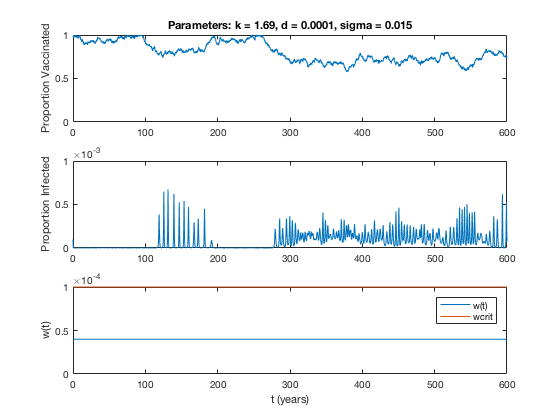 Parameters: k = 1.69, d = 0.0001, sigma = 0.015
Proportion Vaccinated
1
0.5
0
0 100 200 300 400 500 600
×10-3
Proportion Infected
1
0.5
0
0 100 200 300 400 500 600
×10-4
w(t)
1
0.5
0
w(t)
wcrit
0 100 200 300 400 500 600
t (years)